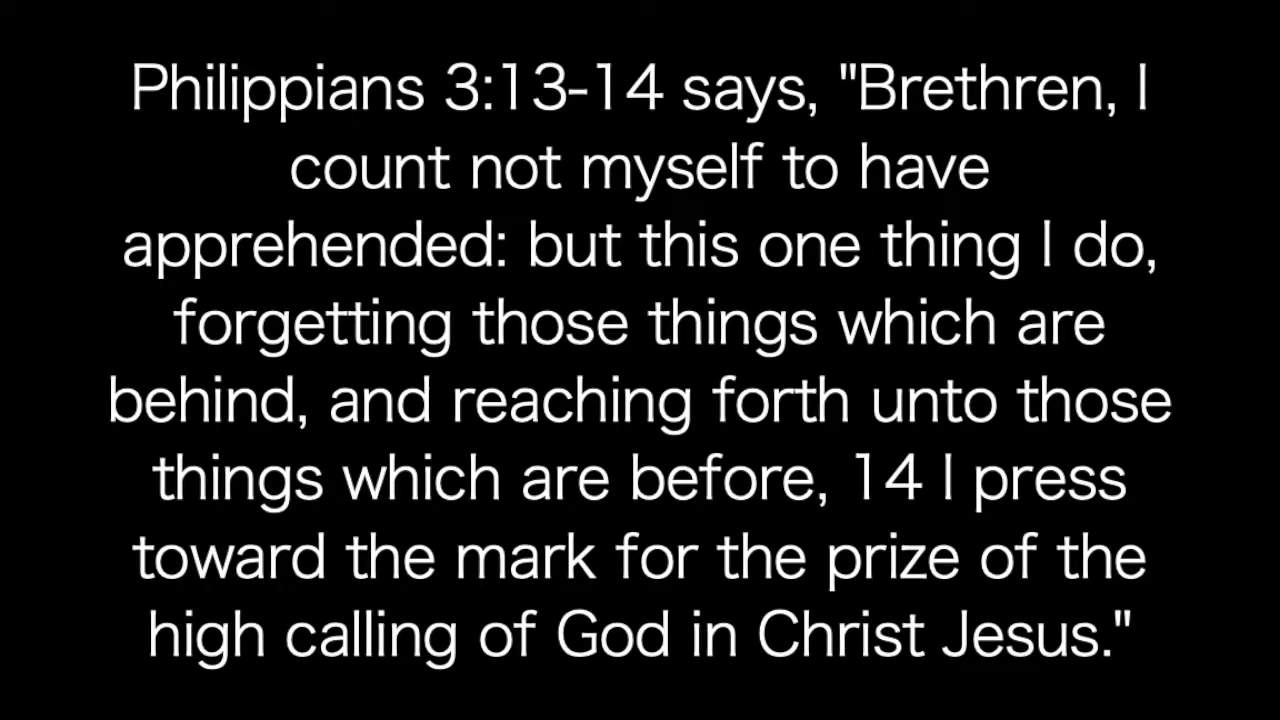 Philippians 3:13-14 says, "Brethren, I
count not myself to have
apprehended: but this one thing I do,
forgetting those things which are
behind, and reaching forth unto those
things which are before, 14 I press
toward the mark for the prize of the
high calling of God in Christ Jesus."